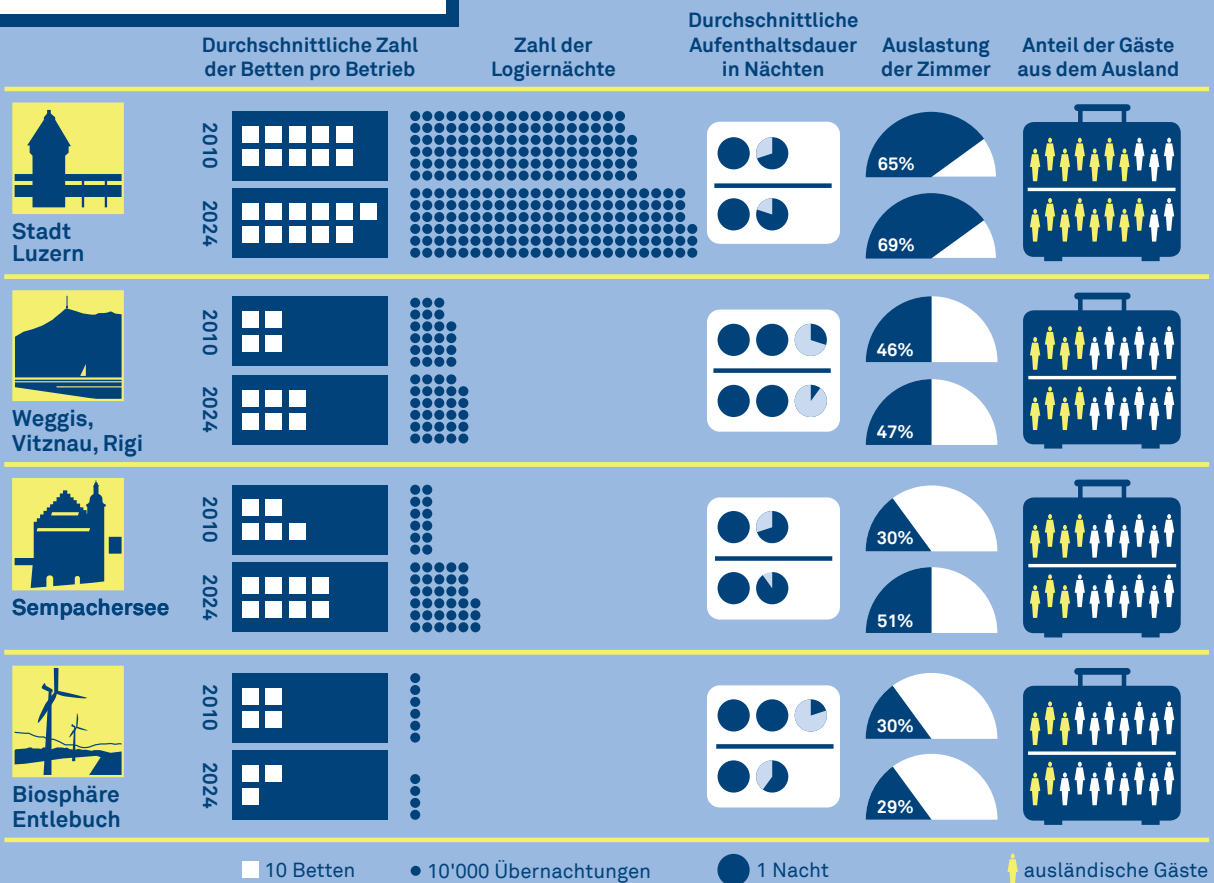 Durchschnittliche Zahl
der Betten pro Betrieb
Zahl der
Logiernächte
Durchschnittliche
Aufenthaltsdauer
in Nächten
Auslastung
der Zimmer
Anteil der Gäste
aus dem Ausland
Stadt
Luzern
2010
2024
65%
69%
Weggis,
Vitznau, Rigi
2010
2024
46%
47%
Sempachersee
2010
2024
30%
51%
Biosphäre
Entlebuch
2010
2024
30%
29%
10 Betten
10'000 Übernachtungen
1 Nacht
ausländische Gäste